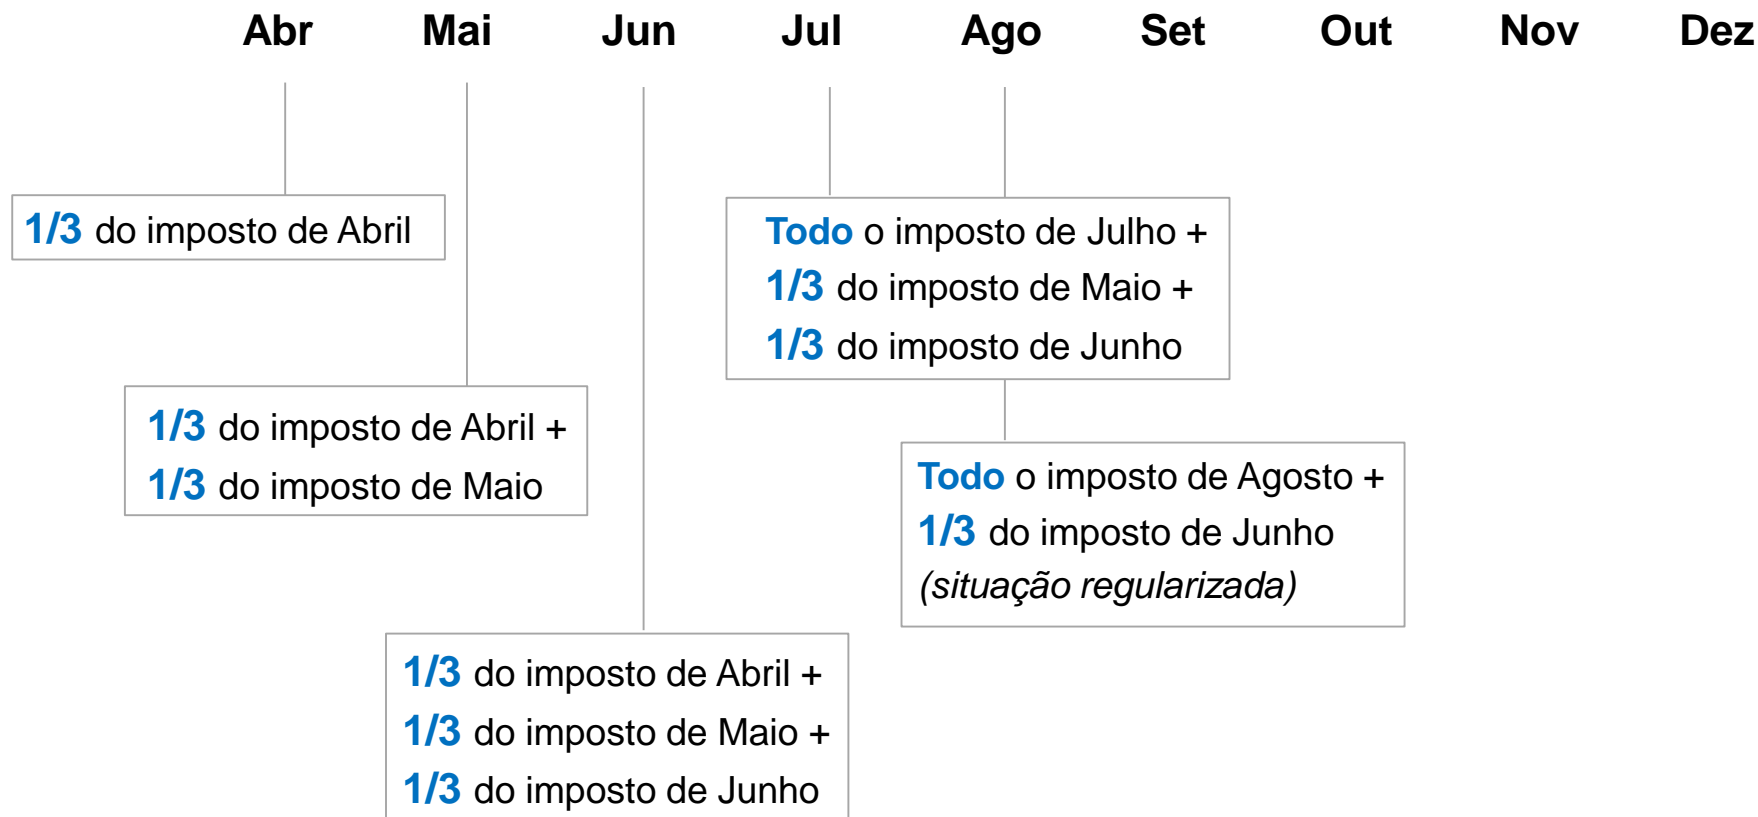 Abr Mai Jun Jul Ago Set Out Nov Dez
1/3 do imposto de Abril
1/3 do imposto de Abril +
1/3 do imposto de Maio
1/3 do imposto de Abril +
1/3 do imposto de Maio +
1/3 do imposto de Junho
Todo o imposto de Julho +
1/3 do imposto de Maio +
1/3 do imposto de Junho
Todo o imposto de Agosto +
1/3 do imposto de Junho
(situação regularizada)